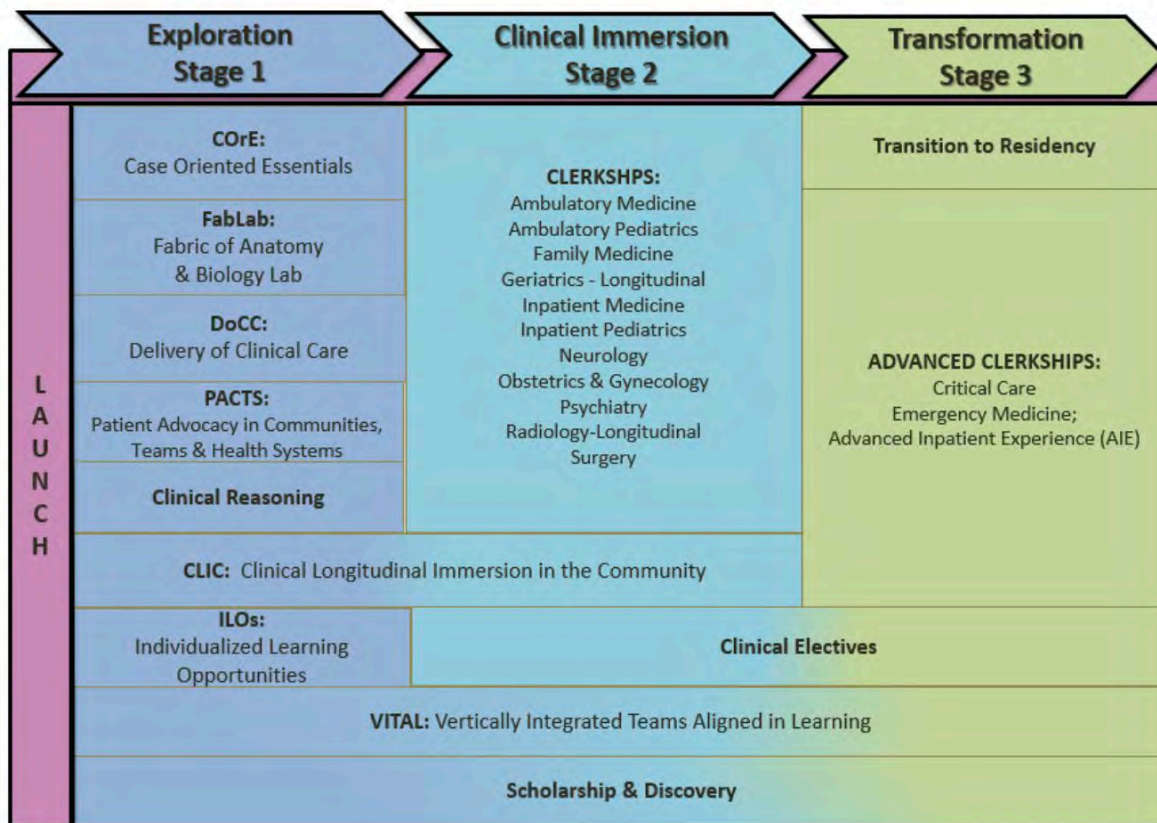 Exploration
Stage 1
Clinical Immersion
Stage 2
Transformation
Stage 3
LAUNCH
COrE:
Case Oriented Essentials
FabLab:
Fabric of Anatomy
& Biology Lab
DoCC:
Delivery of Clinical Care
PACTS:
Patient Advocacy in Communities,
Teams & Health Systems
Clinical Reasoning
CLERKSHPS:
Ambulatory Medicine
Ambulatory Pediatrics
Family Medicine
Geriatrics - Longitudinal
Inpatient Medicine
Inpatient Pediatrics
Neurology
Obstetrics & Gynecology
Psychiatry
Radiology-Longitudinal
Surgery
Transition to Residency
ADVANCED CLERKSHIPS:
Critical Care
Emergency Medicine;
Advanced Inpatient Experience (AIE)
CLIC: Clinical Longitudinal Immersion in the Community
ILOs:
Individualized Learning
Opportunities
Clinical Electives
VITAL: Vertically Integrated Teams Aligned in Learning
Scholarship & Discovery